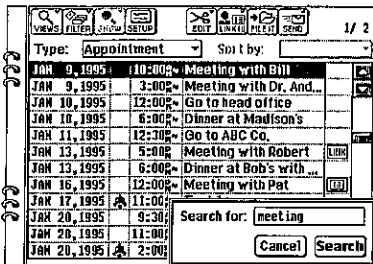 VIEWS FILTER SHOW SETUP EDIT LINKIT FILEIT SEND 1/ 2
Type: Appointment Sort by:
JAN 9,1995 10:00 Meeting with Bill
JAN 9,1995 3:00 Meeting with Dr. And...
JAN 10,1995 12:00 Go to head office
JAN 10,1995 6:00 Dinner at Madison's
JAN 11,1995 12:30 Go to ABC Co.
JAN 13,1995 5:00 Meeting with Robert LINK
JAN 13,1995 6:00 Dinner at Bob's with ...
JAN 16,1995 12:00 Meeting with Pat
JAN 17,1995 11:00
JAN 20,1995 9:30
JAN 20,1995 11:00
JAN 20,1995 2:00
Search for: meeting
Cancel Search